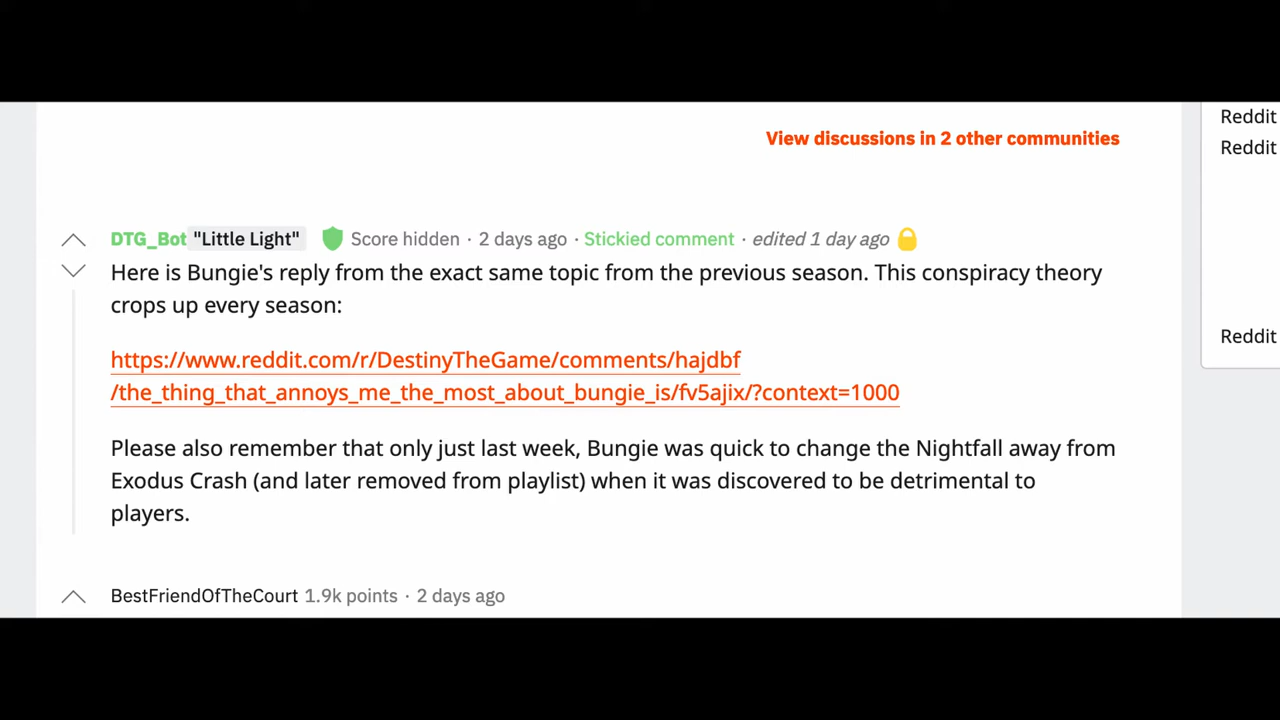 Reddit
View discussions in 2 other communities
Reddit
DTG_Bot "Little Light" Score hidden · 2 days ago · Stickied comment · edited 1 day ago
Here is Bungie's reply from the exact same topic from the previous season. This conspiracy theory
crops up every season:
Reddit
https://www.reddit.com/r/DestinyTheGame/comments/hajdbf
/the_thing_that_annoys_me_the_most_about_bungie_is/fv5ajix/?context=1000
Please also remember that only just last week, Bungie was quick to change the Nightfall away from
Exodus Crash (and later removed from playlist) when it was discovered to be detrimental to
players.
BestFriendOfTheCourt 1.9k points · 2 days ago